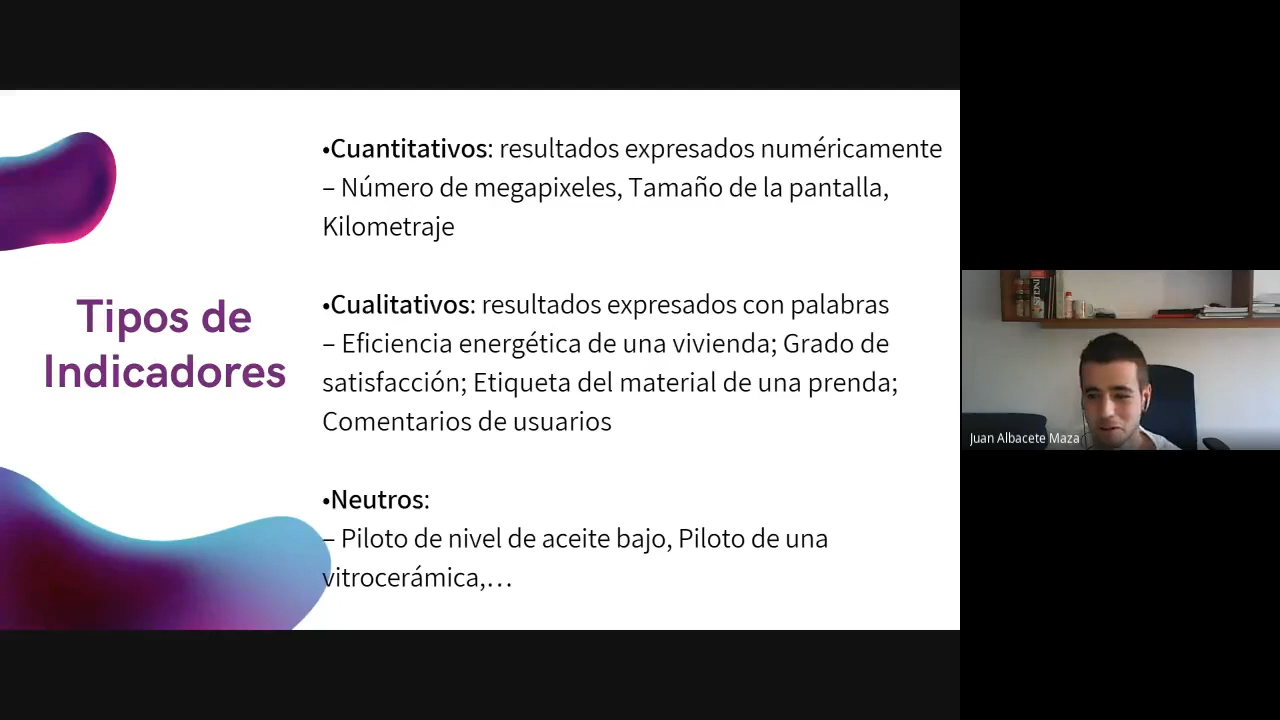 Tipos de
Indicadores
•Cuantitativos: resultados expresados numéricamente
– Número de megapixeles, Tamaño de la pantalla,
Kilometraje
•Cualitativos: resultados expresados con palabras
– Eficiencia energética de una vivienda; Grado de
satisfacción; Etiqueta del material de una prenda;
Comentarios de usuarios
•Neutros:
– Piloto de nivel de aceite bajo, Piloto de una
vitrocerámica,…
Juan Albacete Maza